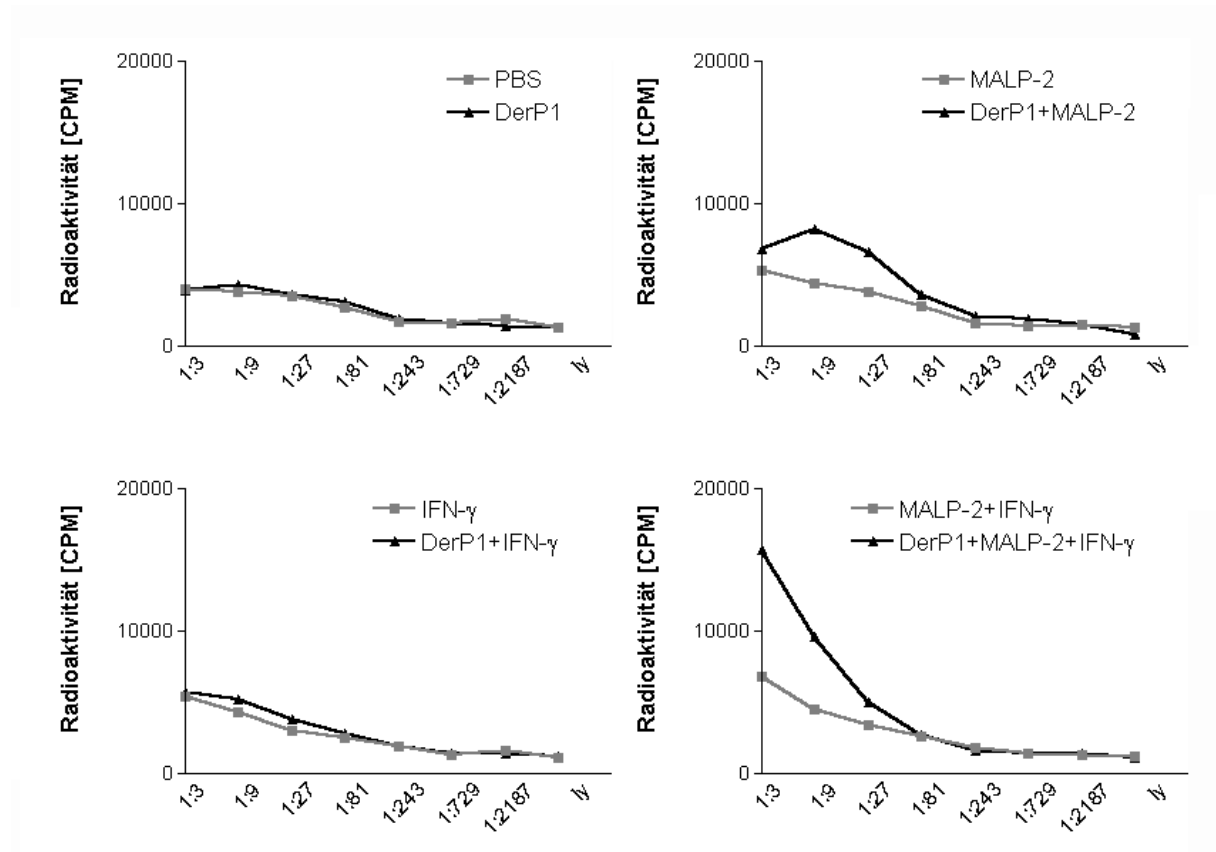 Radioaktivität [CPM]
20000
10000
0
PBS
DerP1
1:3
1:9
1:27
1:81
1:243
1:729
1:2187
ly
Radioaktivität [CPM]
20000
10000
0
MALP-2
DerP1+MALP-2
1:3
1:9
1:27
1:81
1:243
1:729
1:2187
ly
Radioaktivität [CPM]
20000
10000
0
IFN-γ
DerP1+IFN-γ
1:3
1:9
1:27
1:81
1:243
1:729
1:2187
ly
Radioaktivität [CPM]
20000
10000
0
MALP-2+IFN-γ
DerP1+MALP-2+IFN-γ
1:3
1:9
1:27
1:81
1:243
1:729
1:2187
ly